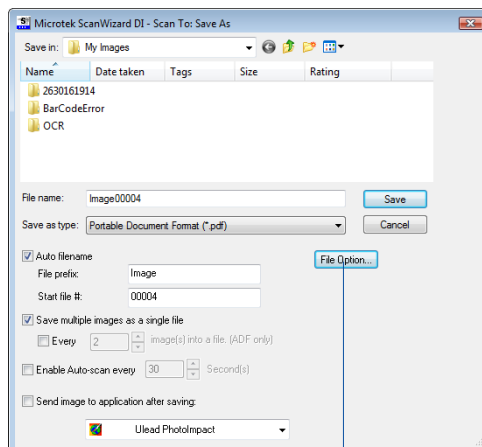 Microtek ScanWizard DI - Scan To: Save As
Save in: My Images
Name Date taken Tags Size Rating
2630161914
BarCodeError
OCR
File name: Image00004 Save
Save as type: Portable Document Format (*.pdf) Cancel
Auto filename File Option...
File prefix: Image
Start file #: 00004
Save multiple images as a single file
Every 2 image(s) into a file. (ADF only)
Enable Auto-scan every 30 Second(s)
Send image to application after saving:
Ulead PhotoImpact